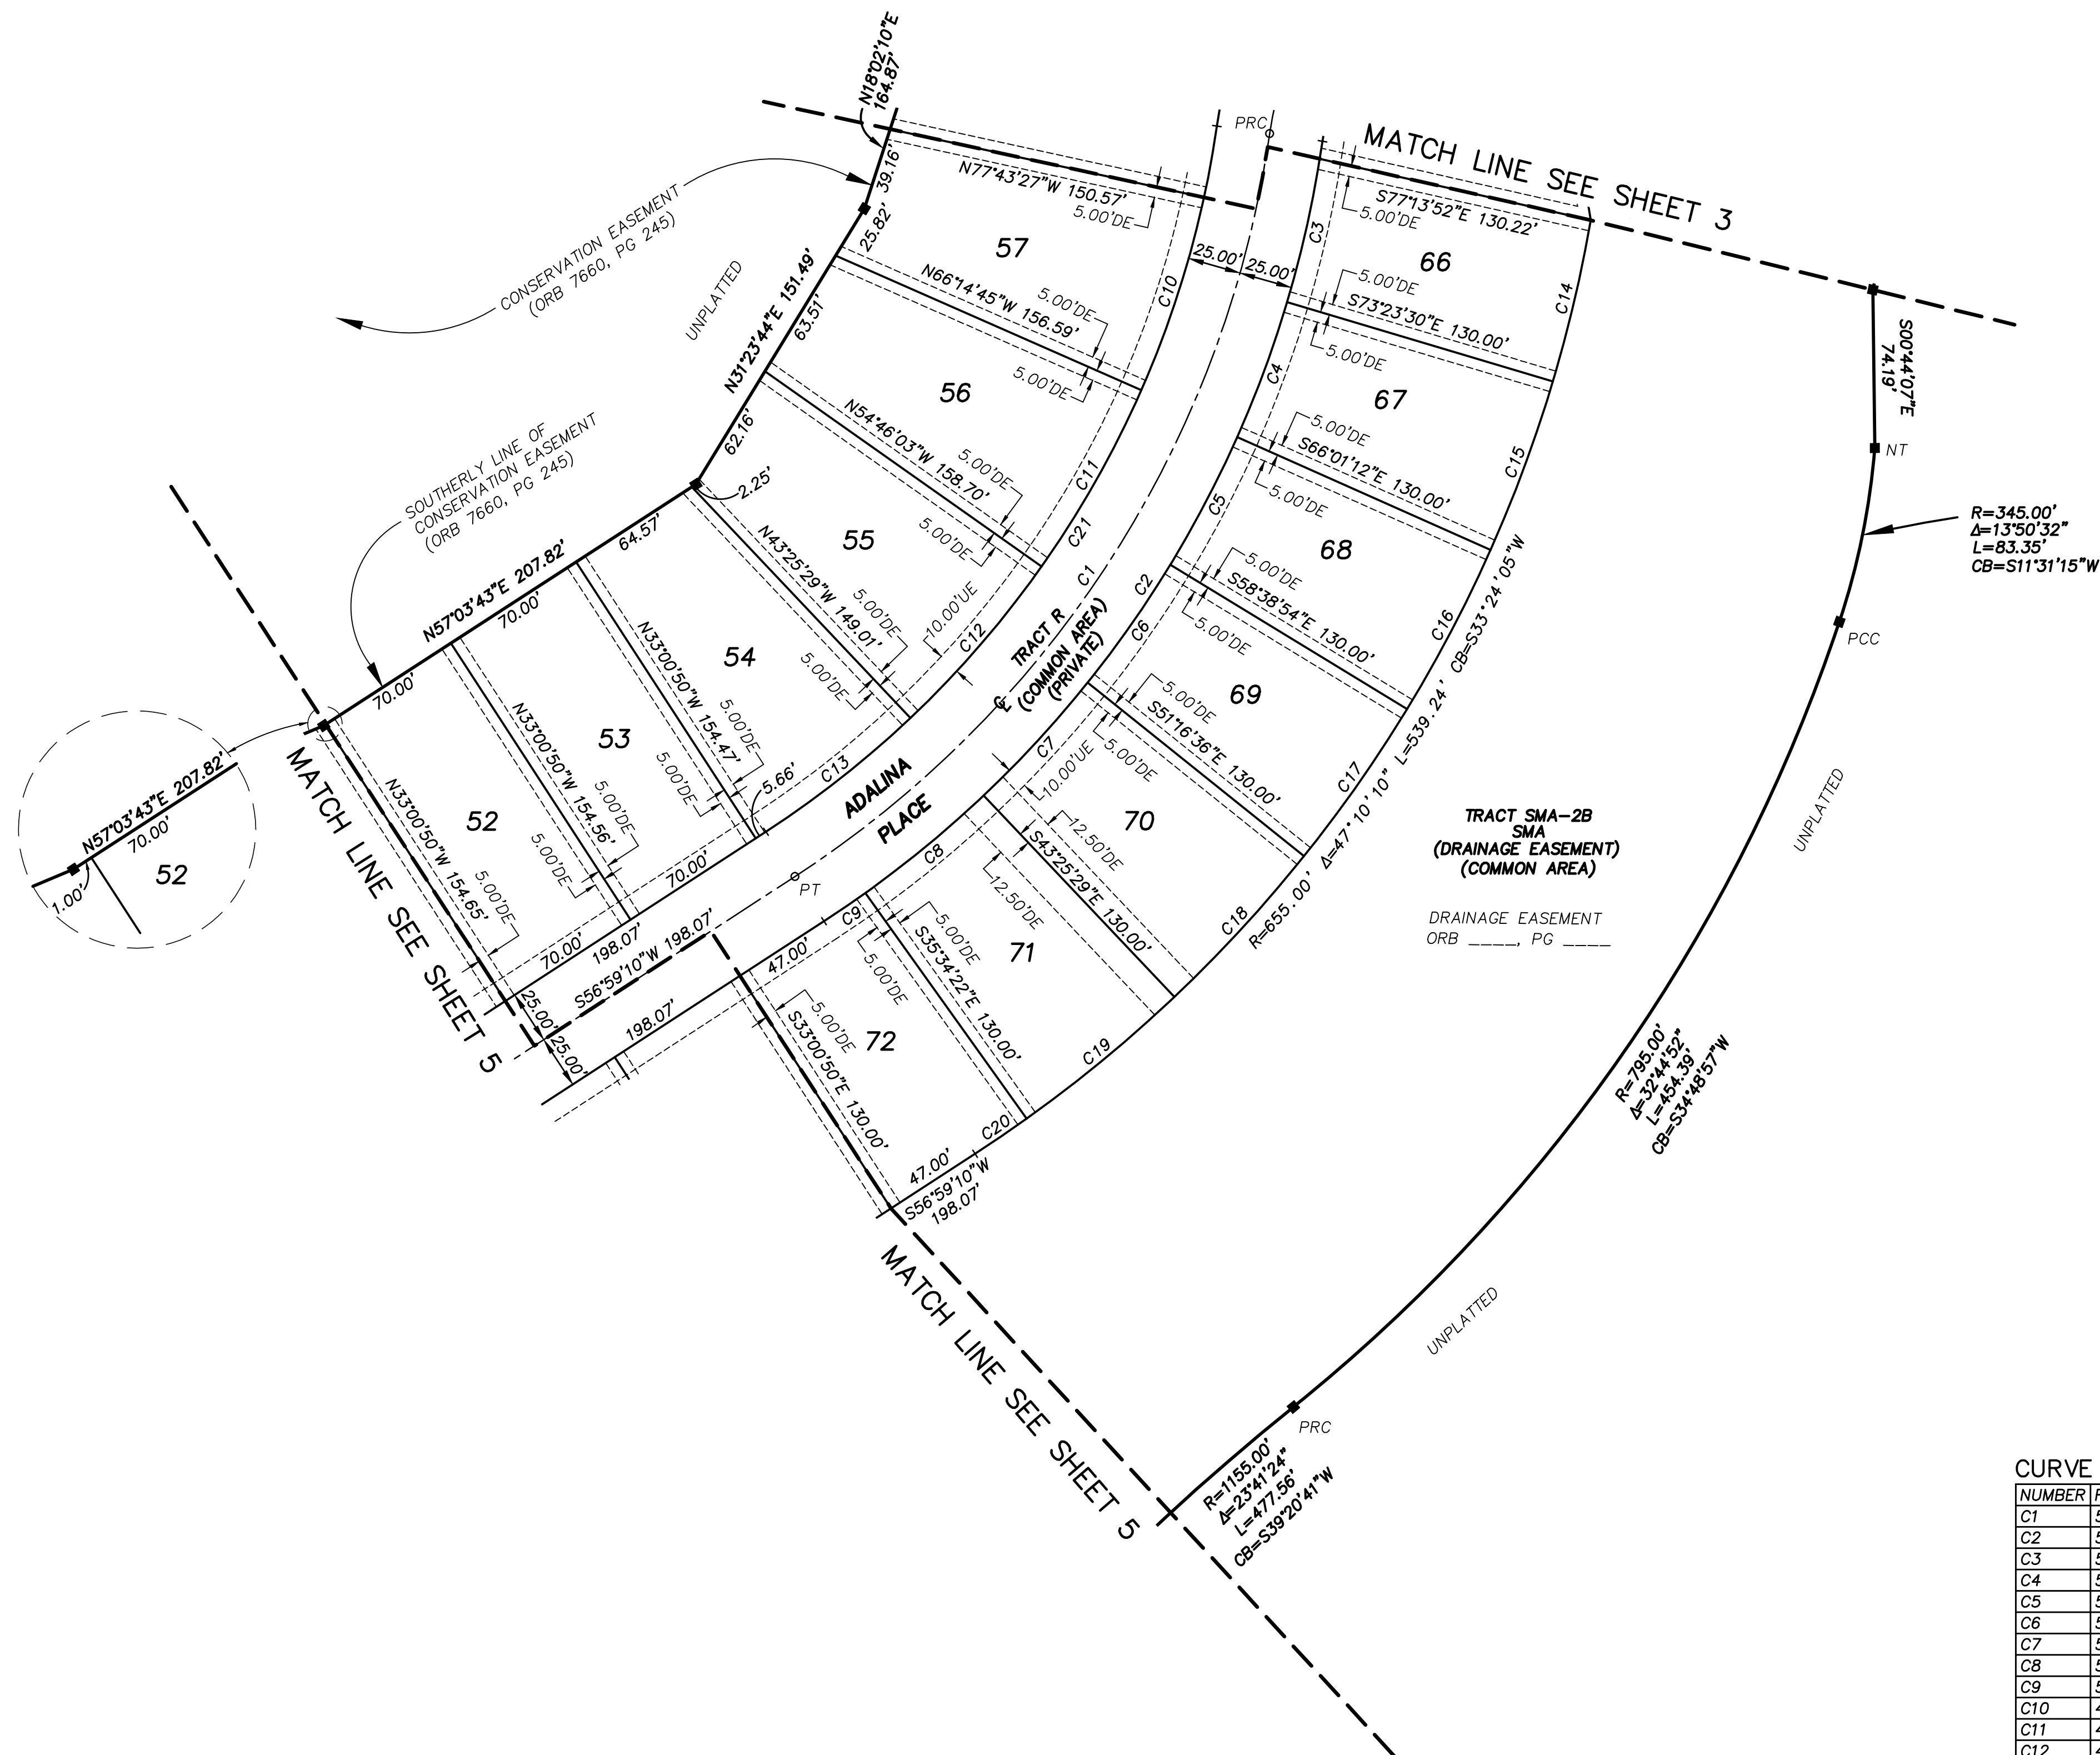 N18°02'10"E
164.87'
39.16'
25.82'
CONSERVATION EASEMENT
(ORB 7660, PG 245)
UNPLATTED
N31°23'44"E 151.49'
63.51'
62.16'
2.25'
SOUTHERLY LINE OF
CONSERVATION EASEMENT
(ORB 7660, PG 245)
N57°03'43"E 207.82'
64.57'
70.00'
70.00'
N57°03'43"E 207.82'
70.00'
1.00'
52
MATCH LINE SEE SHEET 5
PRC
MATCH LINE SEE SHEET 3
N77°43'27"W 150.57'
5.00'DE
57
C10
N66°14'45"W 156.59'
5.00'DE
5.00'DE
56
C11
N54°46'03"W 158.70'
5.00'DE
5.00'DE
55
C21
N43°25'29"W 149.01'
5.00'DE
10.00'UE
C12
5.00'DE
54
N33°00'50"W 154.47'
5.00'DE
5.00'DE
5.66'
C13
53
N33°00'50"W 154.56'
5.00'DE
5.00'DE
70.00'
52
N33°00'50"W 154.65'
5.00'DE
70.00'
198.07'
S56°59'10"W 198.07'
25.00'
25.00'
198.07'
25.00'
25.00'
C1
TRACT R
(COMMON AREA)
(PRIVATE)
ADALINA
PLACE
PT
S77°13'52"E 130.22'
5.00'DE
C3
66
C14
5.00'DE
S73°23'30"E 130.00'
5.00'DE
C4
67
C15
5.00'DE
S66°01'12"E 130.00'
5.00'DE
C5
68
C16
5.00'DE
S58°38'54"E 130.00'
5.00'DE
C2
C6
69
C17
5.00'DE
S51°16'36"E 130.00'
5.00'DE
C7
10.00'UE
70
C18
12.50'DE
S43°25'29"E 130.00'
12.50'DE
C8
71
C19
5.00'DE
S35°34'22"E 130.00'
5.00'DE
C9
47.00'
72
C20
5.00'DE
S33°00'50"E 130.00'
47.00'
S56°59'10"W
198.07'
R=655.00' Δ=47°10'10" L=539.24' CB=S33°24'05"W
S00°44'07"E
74.19'
NT
R=345.00'
Δ=13°50'32"
L=83.35'
CB=S11°31'15"W
PCC
UNPLATTED
TRACT SMA-2B
SMA
(DRAINAGE EASEMENT)
(COMMON AREA)
DRAINAGE EASEMENT
ORB ____, PG ____
R=795.00'
Δ=32°44'52"
L=454.39'
CB=S34°48'57"W
UNPLATTED
PRC
R=1155.00'
Δ=23°41'24"
L=477.56'
CB=S39°20'41"W
MATCH LINE SEE SHEET 5
CURVE
NUMBER
C1 5
C2 5
C3 5
C4 5
C5 5
C6 5
C7 5
C8 5
C9 5
C10 4
C11 4
C12